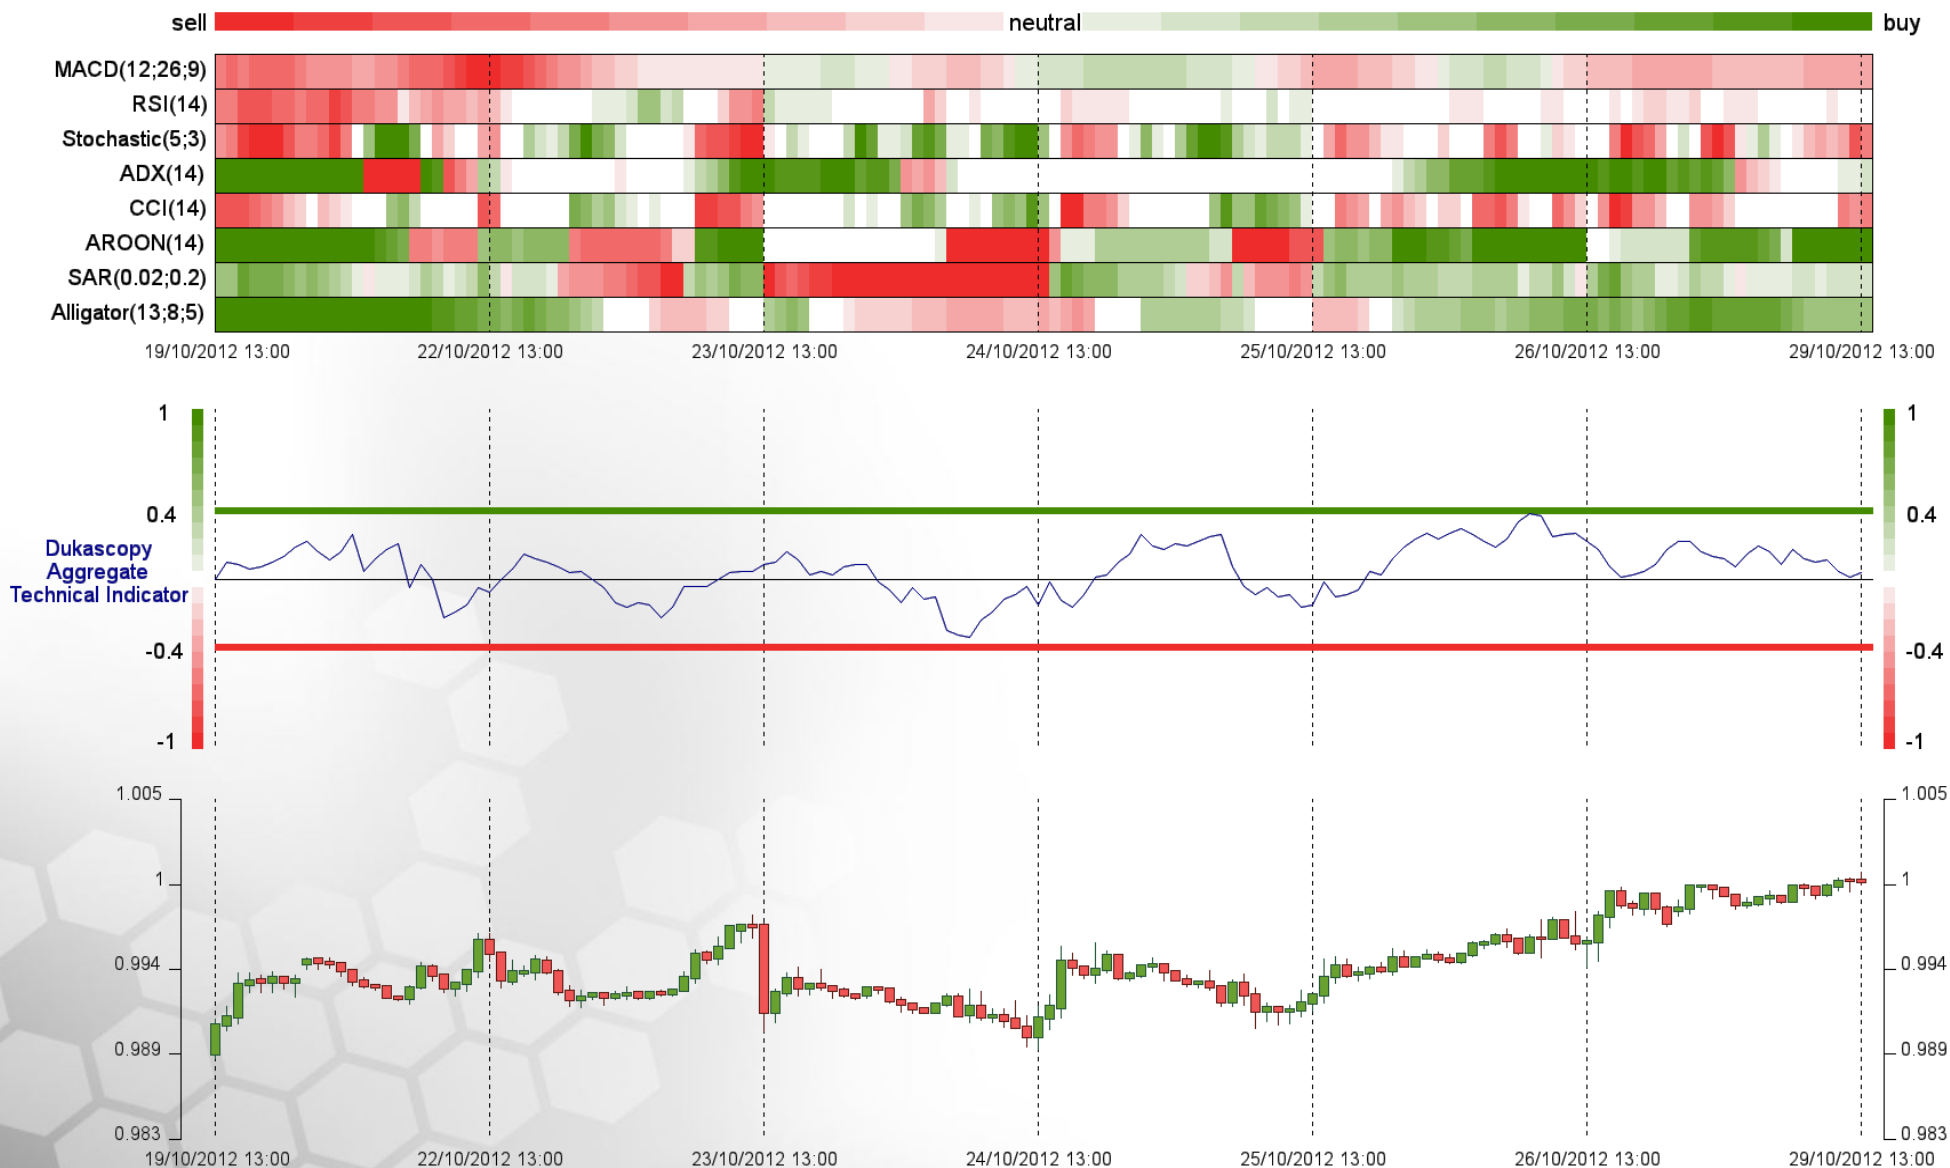 sell neutral buy
MACD(12;26;9)
RSI(14)
Stochastic(5;3)
ADX(14)
CCI(14)
AROON(14)
SAR(0.02;0.2)
Alligator(13;8;5)
19/10/2012 13:00 22/10/2012 13:00 23/10/2012 13:00 24/10/2012 13:00 25/10/2012 13:00 26/10/2012 13:00 29/10/2012 13:00
1 1
0.4 0.4
Dukascopy
Aggregate
Technical Indicator
-0.4 -0.4
-1 -1
1.005 1.005
1 1
0.994 0.994
0.989 0.989
0.983 0.983
19/10/2012 13:00 22/10/2012 13:00 23/10/2012 13:00 24/10/2012 13:00 25/10/2012 13:00 26/10/2012 13:00 29/10/2012 13:00